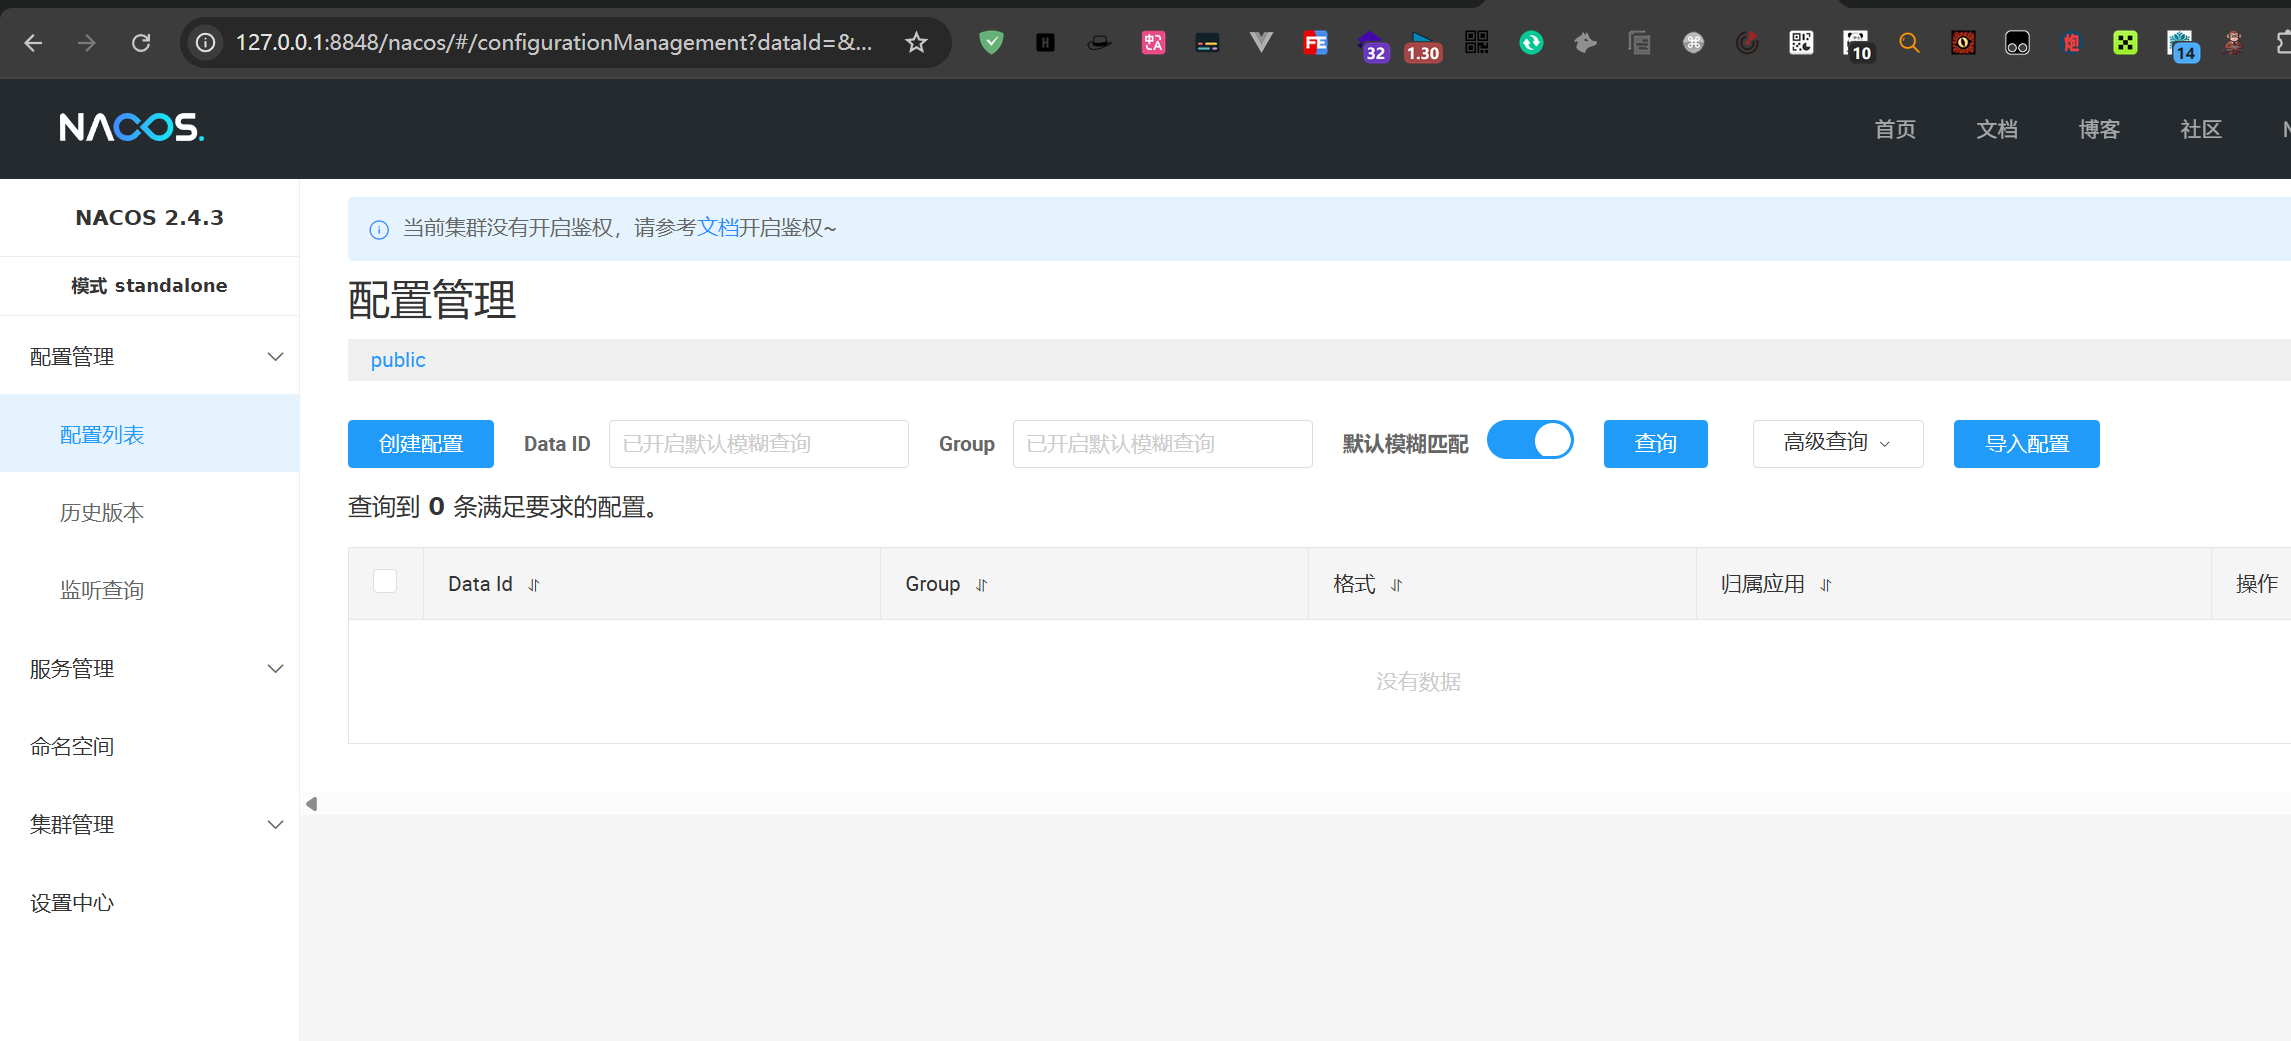 127.0.0.1:8848/nacos/#/configurationManagement?dataId=&...
H
中A
FE
32
1.30
10
炮
14
NACOS.
首页
文档
博客
社区
NACOS 2.4.3
模式 standalone
配置管理
配置列表
历史版本
监听查询
服务管理
命名空间
集群管理
设置中心
当前集群没有开启鉴权，请参考文档开启鉴权~
配置管理
public
创建配置 Data ID 已开启默认模糊查询 Group 已开启默认模糊查询 默认模糊匹配 查询 高级查询 导入配置
查询到 0 条满足要求的配置。
Data Id Group 格式 归属应用 操作
没有数据